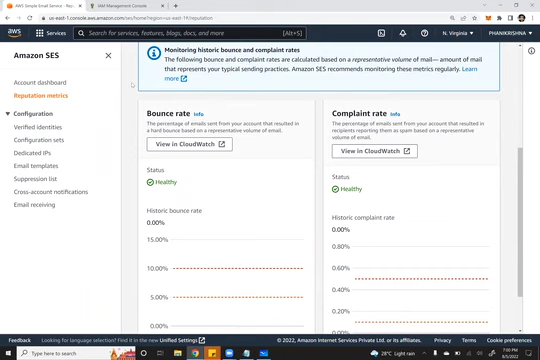 AWS Simple Email Service - Rep
IAM Management Console
us-east-1.console.aws.amazon.com/ses/home?region=us-east-1#/reputation
aws
Services
Search for services, features, blogs, docs, and more
[Alt+S]
N. Virginia
PHANIKRISHNA
Amazon SES
Account dashboard
Reputation metrics
Configuration
Verified identities
Configuration sets
Dedicated IPs
Email templates
Suppression list
Cross-account notifications
Email receiving
Monitoring historic bounce and complaint rates
The following bounce and complaint rates are calculated based on a representative volume of mail— amount of mail
that represents your typical sending practices. Amazon SES recommends monitoring these metrics regularly. Learn
more
Bounce rate Info
The percentage of emails sent from your account that resulted in
a hard bounce based on a representative volume of email.
View in CloudWatch
Status
Healthy
Historic bounce rate
0.00%
15.00%
10.00%
5.00%
0.00%
Complaint rate Info
The percentage of emails sent from your account that resulted in
recipients reporting them as spam based on a representative
volume of email.
View in CloudWatch
Status
Healthy
Historic complaint rate
0.00%
0.80%
0.60%
0.40%
0.20%
Feedback
Looking for language selection? Find it in the new Unified Settings
© 2022, Amazon Internet Services Private Ltd. or its affiliates.
Privacy
Terms
Cookie preferences
Type here to search
28°C Light rain
7:00 PM
8/5/2022